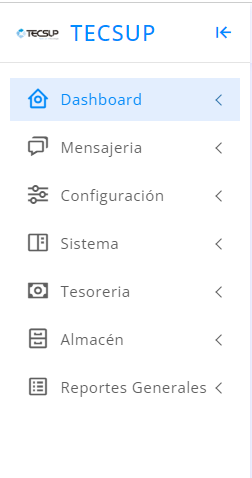 TECSUP TECSUP
Dashboard
Mensajeria
Configuración
Sistema
Tesoreria
Almacén
Reportes Generales